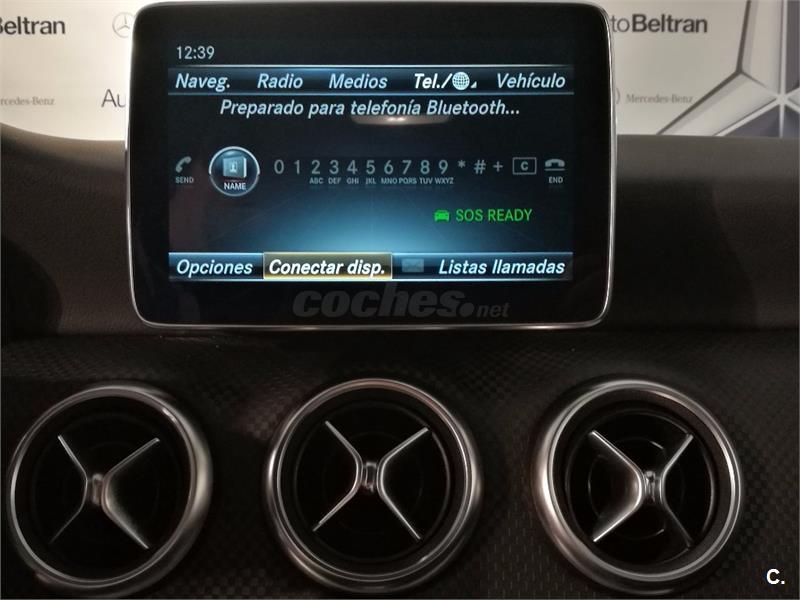 Beltran
toBeltran
Mercedes-Benz
Mercedes-Benz
Au
12:39
Naveg. Radio Medios Tel./ Vehículo
Preparado para telefonía Bluetooth...
0 1 2 3 4 5 6 7 8 9 * # + C
ABC DEF GHI JKL MNO PQRS TUV WXYZ
SEND NAME END
SOS READY
Opciones Conectar disp. Listas llamadas
coches.net
C.